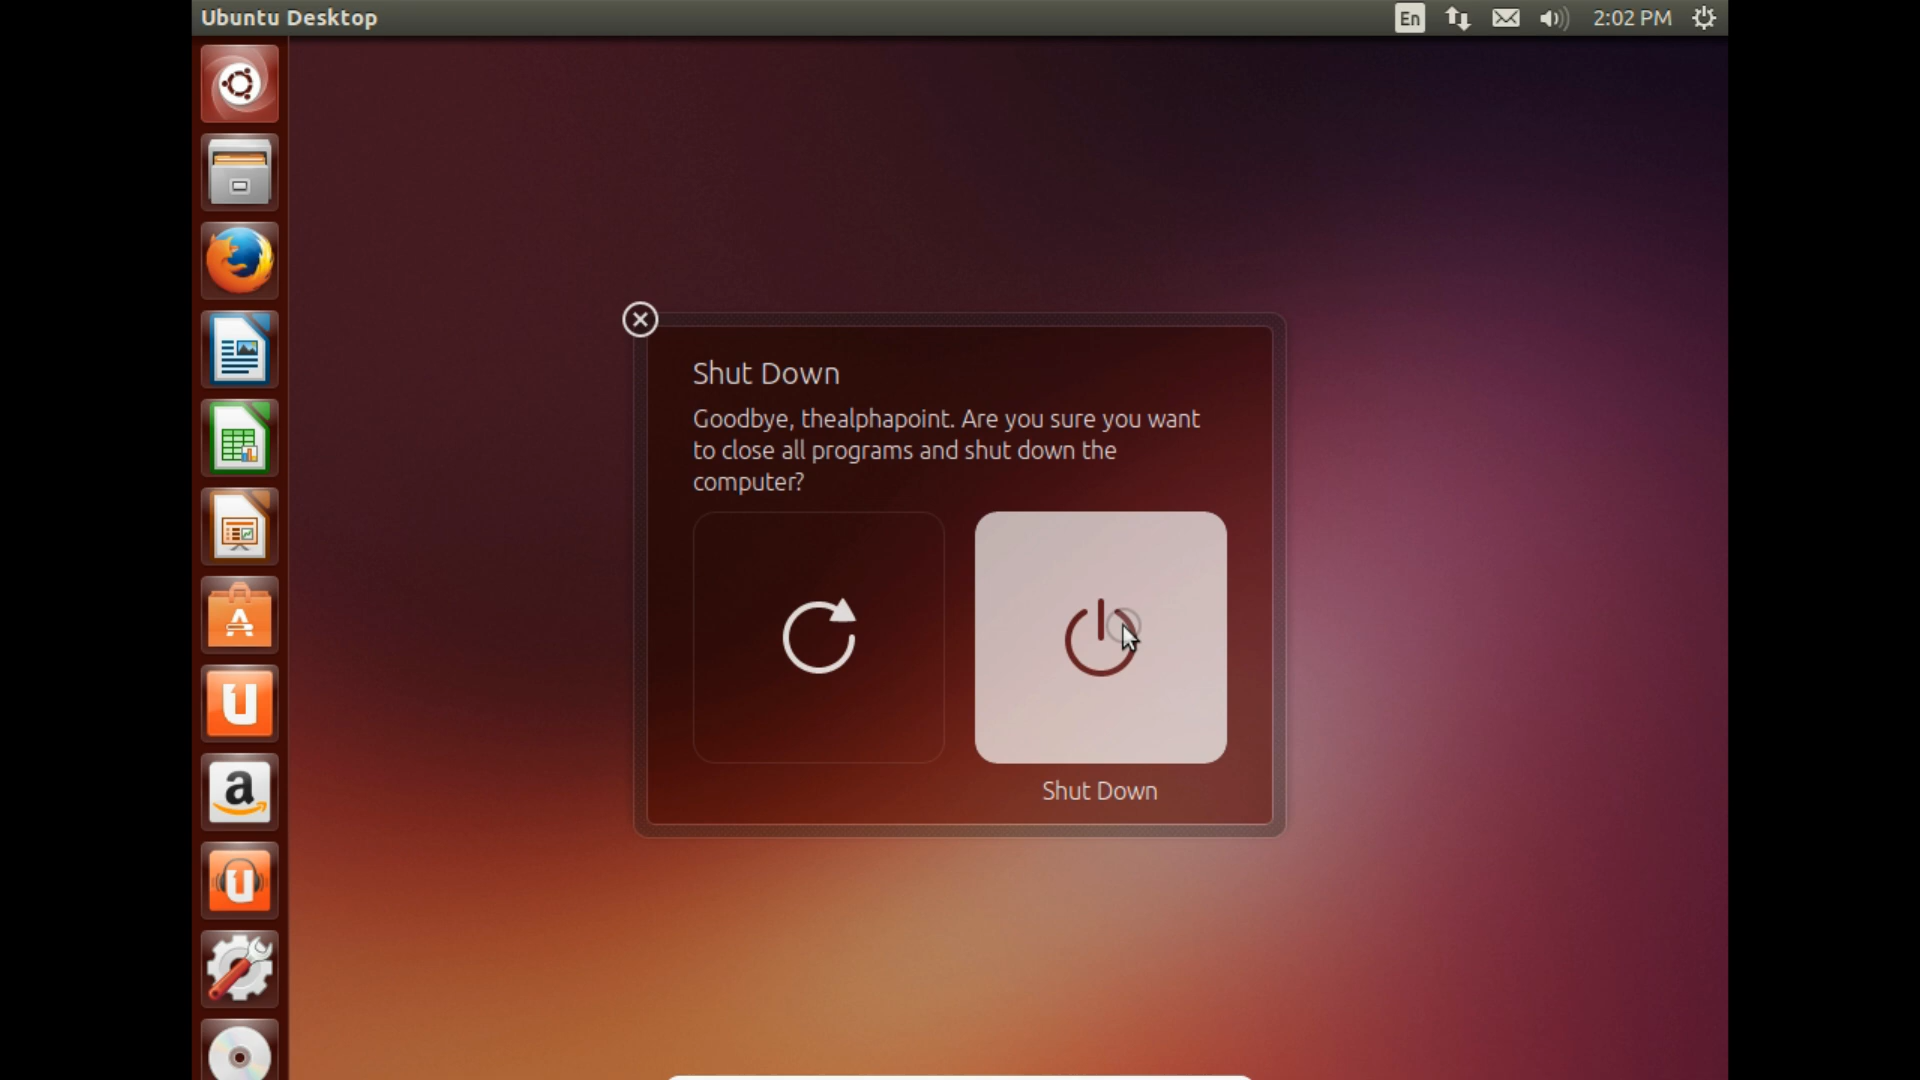 Ubuntu Desktop
En
2:02 PM
Shut Down
Goodbye, thealphapoint. Are you sure you want
to close all programs and shut down the
computer?
Shut Down